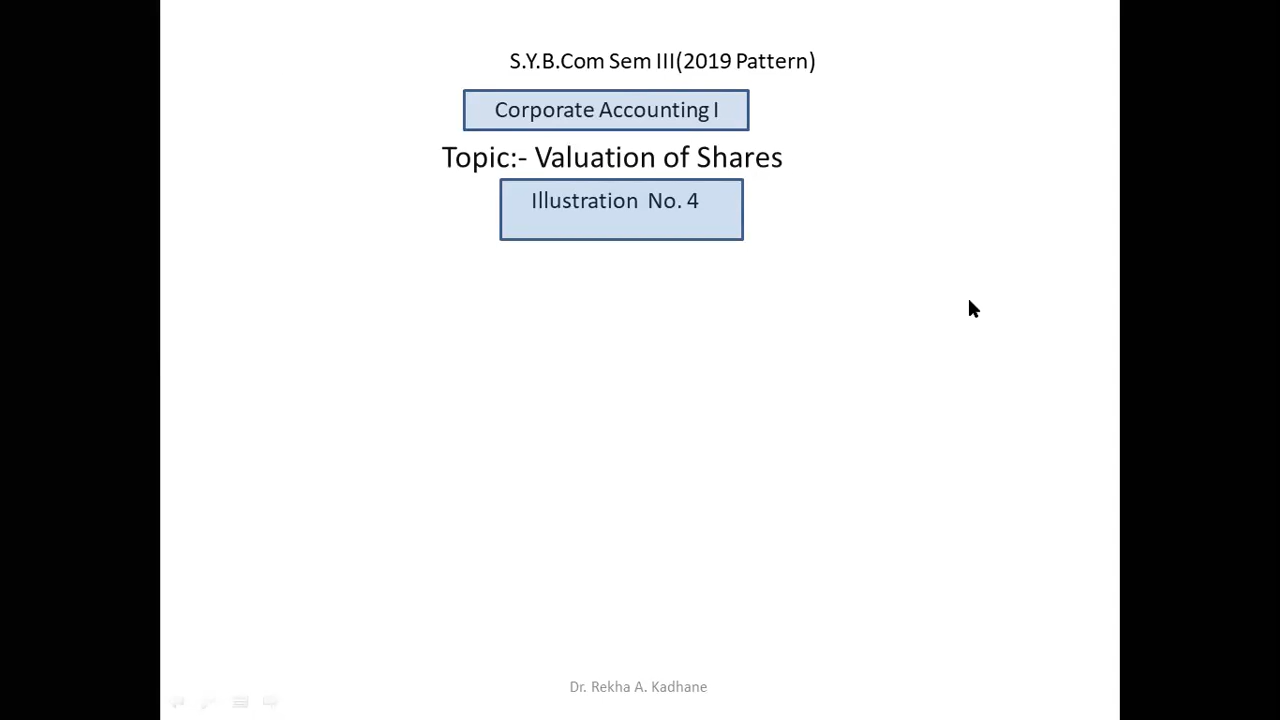 S.Y.B.Com Sem III(2019 Pattern)
Corporate Accounting I
Topic:- Valuation of Shares
Illustration No. 4
Dr. Rekha A. Kadhane